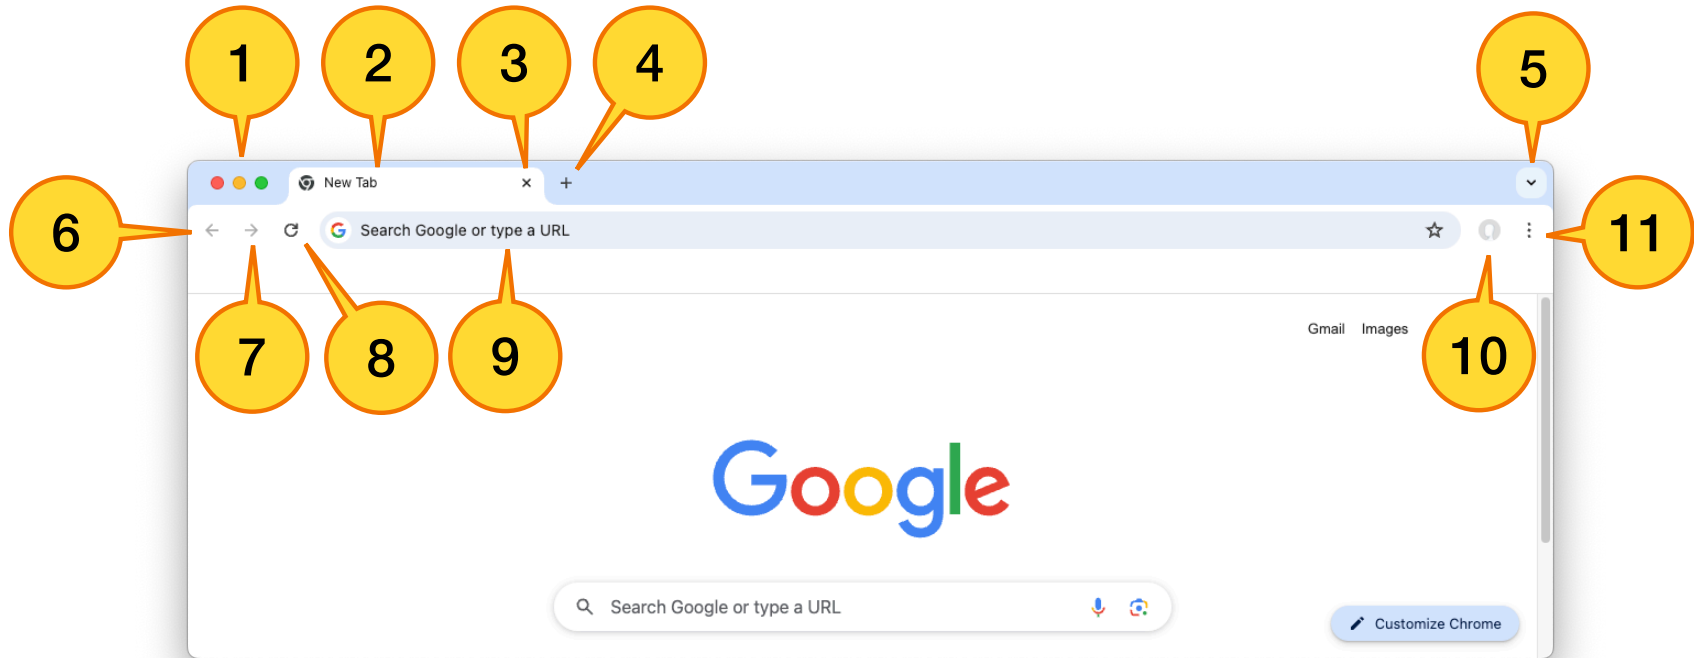 1 2 3 4 5
New Tab
6 Search Google or type a URL 11
7 8 9 10
Gmail Images
Google
Search Google or type a URL
Customize Chrome